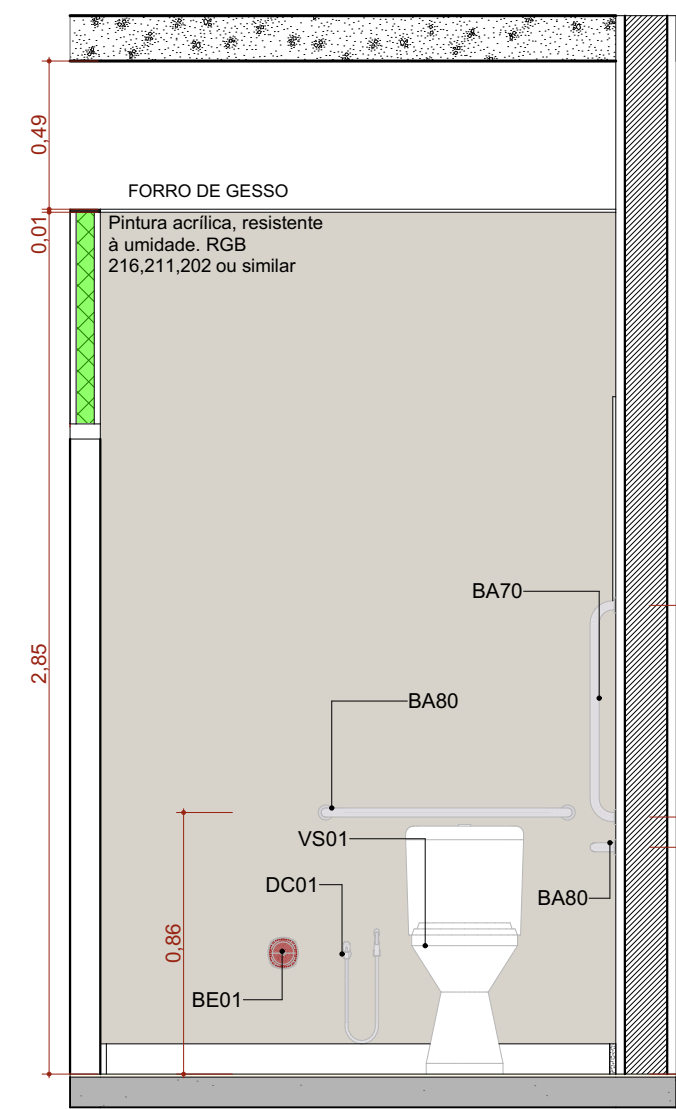 0,49
FORRO DE GESSO
0,01
Pintura acrílica, resistente
à umidade. RGB
216,211,202 ou similar
BA70
2,85
BA80
VS01
DC01
BA80
0,86
BE01